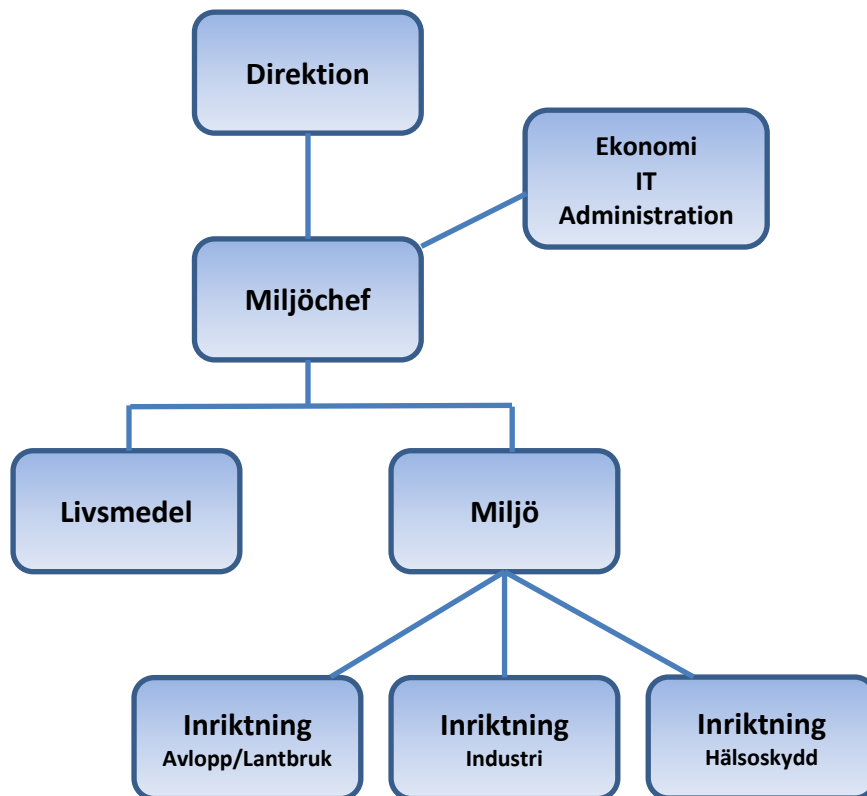 Direktion
Ekonomi
IT
Administration
Miljöchef
Livsmedel
Miljö
Inriktning
Avlopp/Lantbruk
Inriktning
Industri
Inriktning
Hälsoskydd